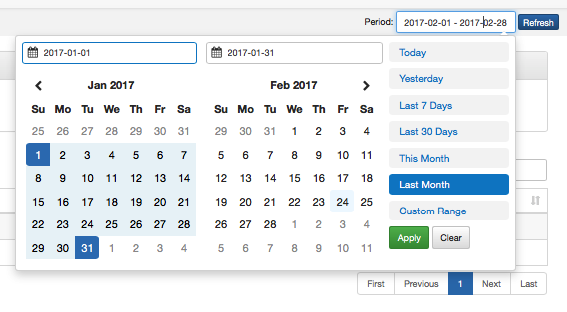 Period: 2017-02-01 - 2017-02-28 Refresh
2017-01-01 2017-01-31
Jan 2017 Feb 2017
Su Mo Tu We Th Fr Sa Su Mo Tu We Th Fr Sa
25 26 27 28 29 30 31 29 30 31 1 2 3 4
1 2 3 4 5 6 7 5 6 7 8 9 10 11
8 9 10 11 12 13 14 12 13 14 15 16 17 18
15 16 17 18 19 20 21 19 20 21 22 23 24 25
22 23 24 25 26 27 28 26 27 28 1 2 3 4
29 30 31 1 2 3 4 5 6 7 8 9 10 11
Today
Yesterday
Last 7 Days
Last 30 Days
This Month
Last Month
Custom Range
Apply Clear
First Previous 1 Next Last